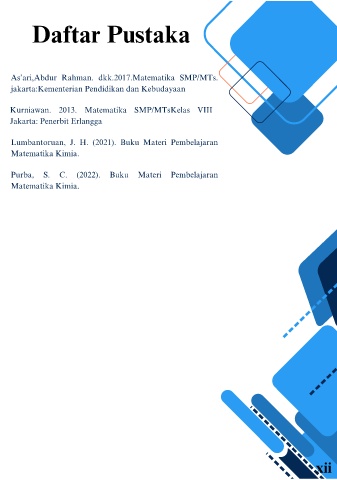 Daftar Pustaka
As'ari,Abdur Rahman. dkk.2017.Matematika SMP/MTs.
jakarta:Kementerian Pendidikan dan Kebudayaan
Kurniawan. 2013. Matematika SMP/MTsKelas VIII
Jakarta: Penerbit Erlangga
Lumbantoruan, J. H. (2021). Buku Materi Pembelajaran
Matematika Kimia.
Purba, S. C. (2022). Buku Materi Pembelajaran
Matematika Kimia.
xii